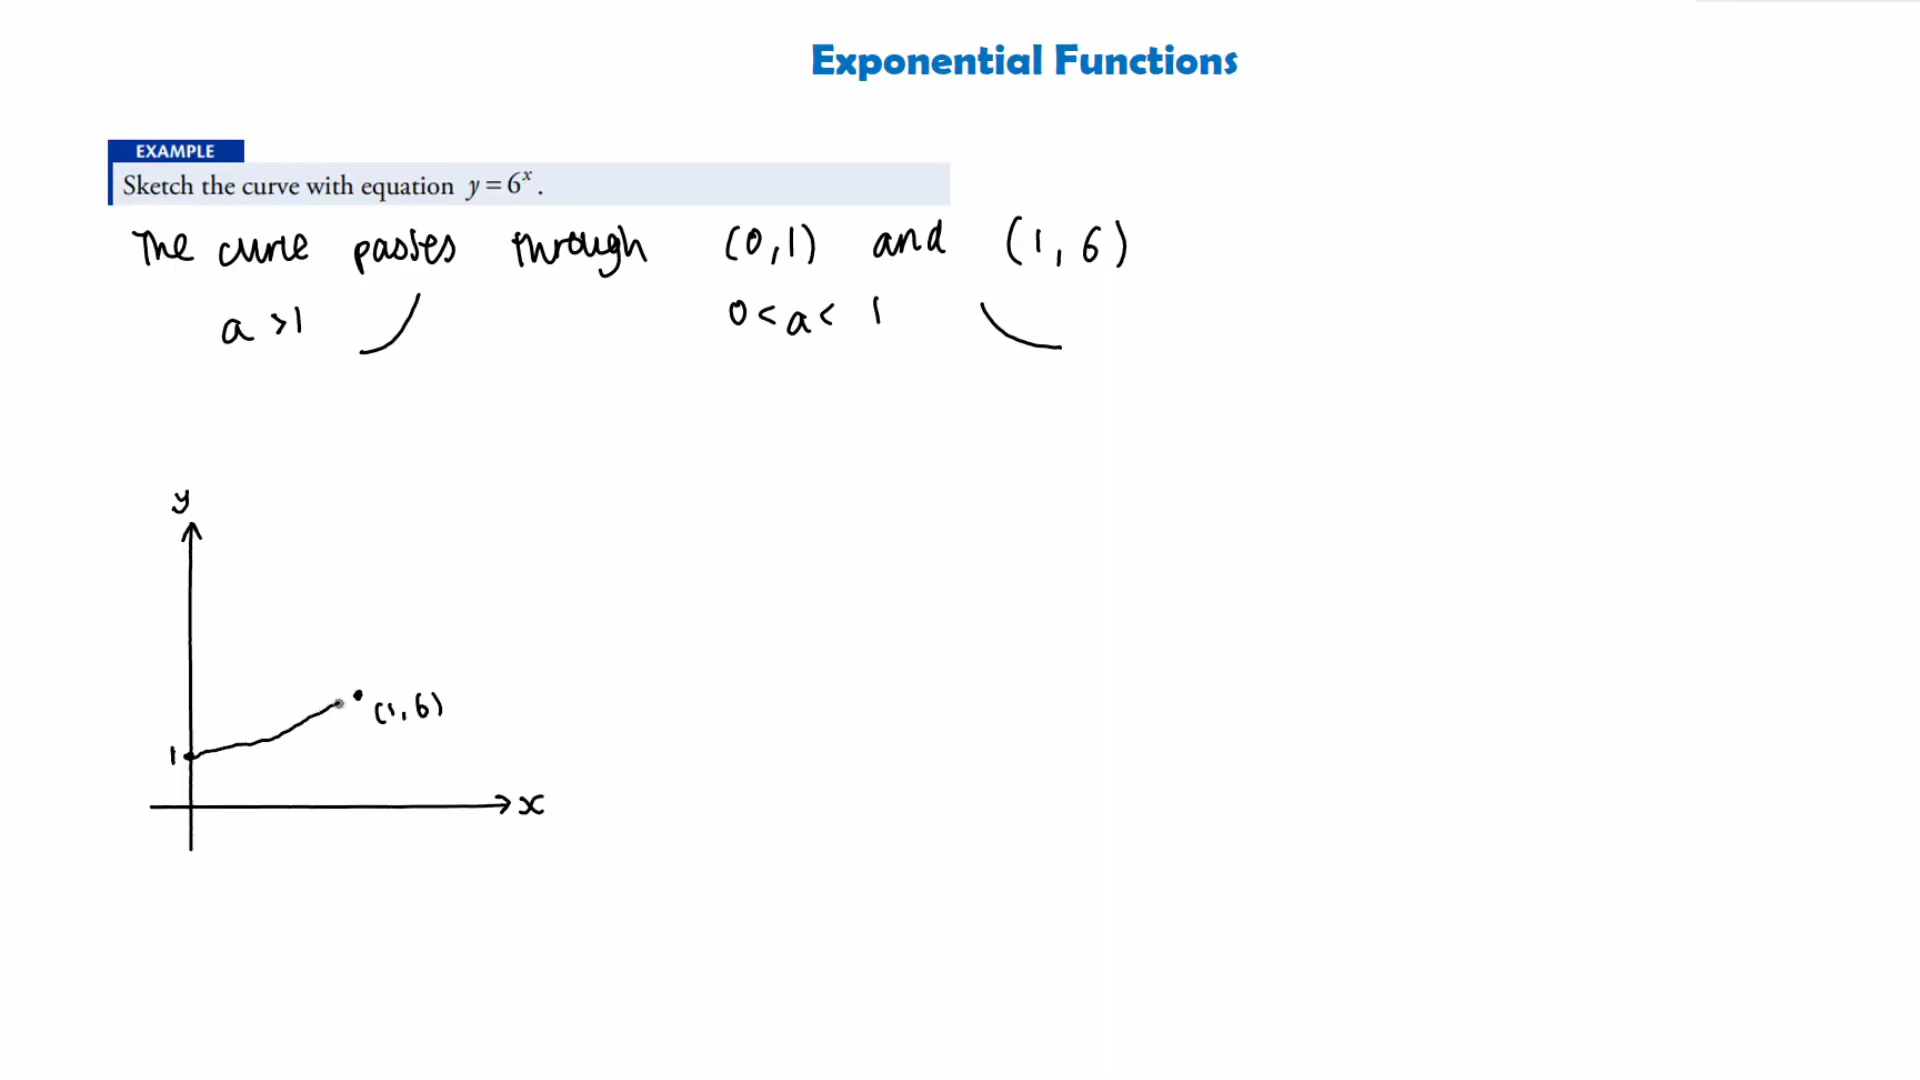 Exponential Functions
EXAMPLE
Sketch the curve with equation y = 6ˣ.
The curve passes through (0,1) and (1, 6)
a >1 0 < a < 1
y
(1, 6)
1
x